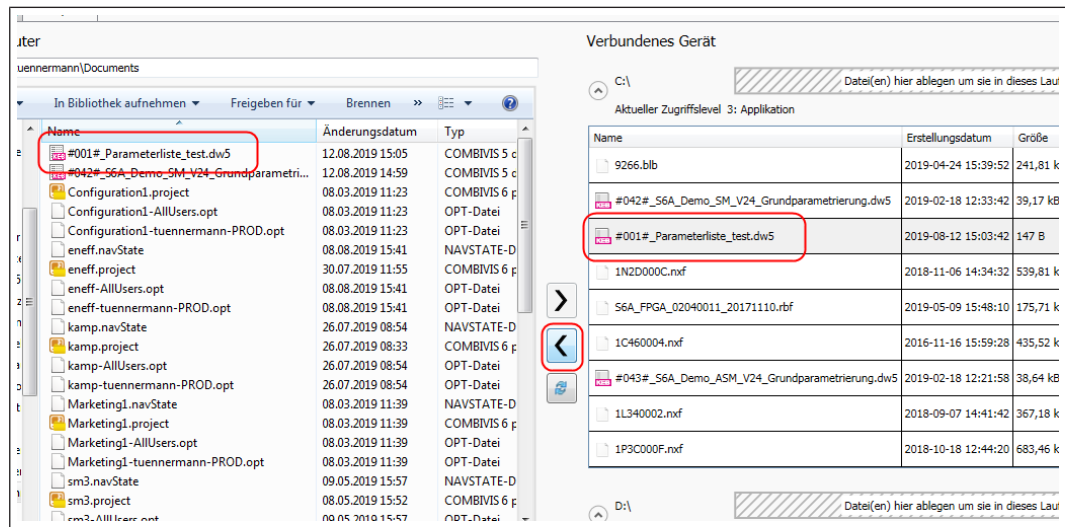 uter
uennermann\Documents
In Bibliothek aufnehmen Freigeben für Brennen »
Name Änderungsdatum Typ
#001#_Parameterliste_test.dw5 12.08.2019 15:05 COMBIVIS 5 c
#042#_S6A_Demo_SM_V24_Grundparametri... 12.08.2019 14:59 COMBIVIS 5 c
Configuration1.project 08.03.2019 11:23 COMBIVIS 6 p
Configuration1-AllUsers.opt 08.03.2019 11:23 OPT-Datei
Configuration1-tuennermann-PROD.opt 08.03.2019 11:23 OPT-Datei
eneff.navState 08.08.2019 15:41 NAVSTATE-D
eneff.project 30.07.2019 11:55 COMBIVIS 6 p
eneff-AllUsers.opt 08.08.2019 15:41 OPT-Datei
eneff-tuennermann-PROD.opt 08.08.2019 15:41 OPT-Datei
kamp.navState 26.07.2019 08:54 NAVSTATE-D
kamp.project 26.07.2019 08:33 COMBIVIS 6 p
kamp-AllUsers.opt 26.07.2019 08:54 OPT-Datei
kamp-tuennermann-PROD.opt 26.07.2019 08:54 OPT-Datei
Marketing1.navState 08.03.2019 11:39 NAVSTATE-D
Marketing1.project 08.03.2019 11:39 COMBIVIS 6 p
Marketing1-AllUsers.opt 08.03.2019 11:39 OPT-Datei
Marketing1-tuennermann-PROD.opt 08.03.2019 11:39 OPT-Datei
sm3.navState 09.05.2019 15:57 NAVSTATE-D
sm3.project 08.05.2019 15:52 COMBIVIS 6 p
sm3-AllUsers.opt 09.05.2019 15:57 OPT-Datei
Verbundenes Gerät
C:\ Datei(en) hier ablegen um sie in dieses Lauf
Aktueller Zugriffslevel 3: Applikation
Name Erstellungsdatum Größe
9266.blb 2019-04-24 15:39:52 241,81 k
#042#_S6A_Demo_SM_V24_Grundparametrierung.dw5 2019-02-18 12:33:42 39,17 kB
#001#_Parameterliste_test.dw5 2019-08-12 15:03:42 147 B
1N2D000C.nxf 2018-11-06 14:34:32 539,81 k
S6A_FPGA_02040011_20171110.rbf 2019-05-09 15:48:10 175,71 k
1C460004.nxf 2016-11-16 15:59:28 435,52 k
#043#_S6A_Demo_ASM_V24_Grundparametrierung.dw5 2019-02-18 12:21:58 38,64 kB
1L340002.nxf 2018-09-07 14:41:42 367,18 k
1P3C000F.nxf 2018-10-18 12:44:20 683,46 k
D:\ Datei(en) hier ablegen um sie in dieses Lauf